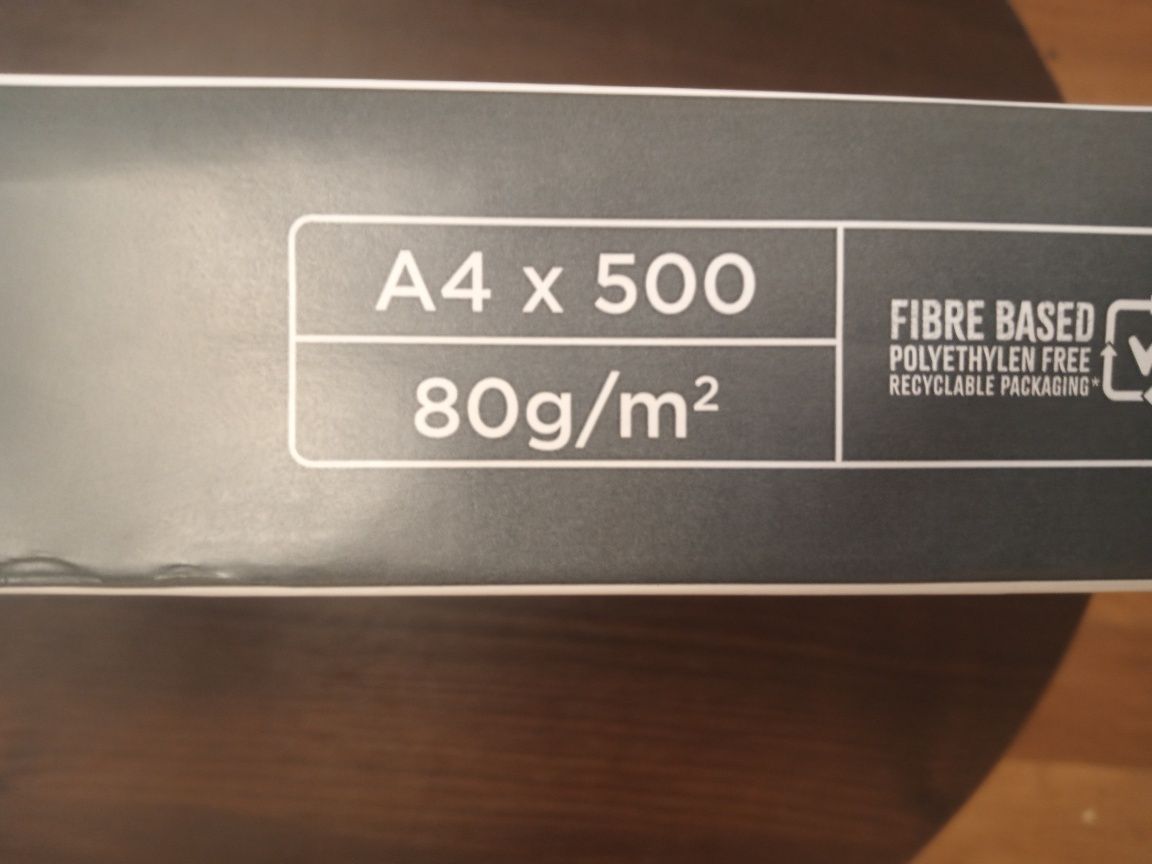 A4 x 500
80g/m²
FIBRE BASED
POLYETHYLEN FREE
RECYCLABLE PACKAGING*